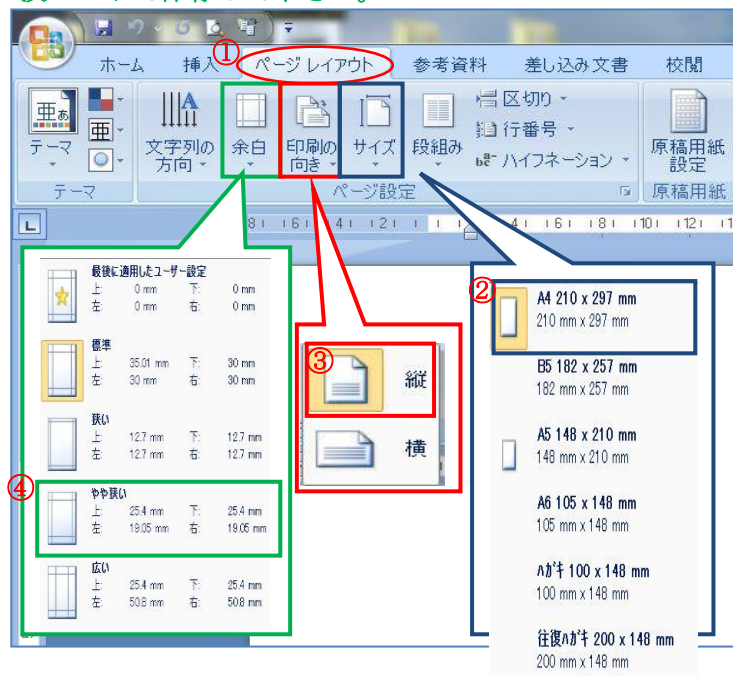 ①
ホーム 挿入 ページ レイアウト 参考資料 差し込み文書 校閲
テーマ
亜あ
亜
文字列の方向
余白
印刷の向き
サイズ
段組み
区切り
行番号
ハイフネーション
原稿用紙設定
テーマ ページ設定 原稿用紙
8 6 4 2 4 6 8 10 12
最後に適用したユーザー設定
上: 0 mm 下: 0 mm
左: 0 mm 右: 0 mm
標準
上: 35.01 mm 下: 30 mm
左: 30 mm 右: 30 mm
狭い
上: 12.7 mm 下: 12.7 mm
左: 12.7 mm 右: 12.7 mm
④
やや狭い
上: 25.4 mm 下: 25.4 mm
左: 19.05 mm 右: 19.05 mm
広い
上: 25.4 mm 下: 25.4 mm
左: 50.8 mm 右: 50.8 mm
③
縦
横
②
A4 210 x 297 mm
210 mm x 297 mm
B5 182 x 257 mm
182 mm x 257 mm
A5 148 x 210 mm
148 mm x 210 mm
A6 105 x 148 mm
105 mm x 148 mm
ハガキ 100 x 148 mm
100 mm x 148 mm
往復ハガキ 200 x 148 mm
200 mm x 148 mm